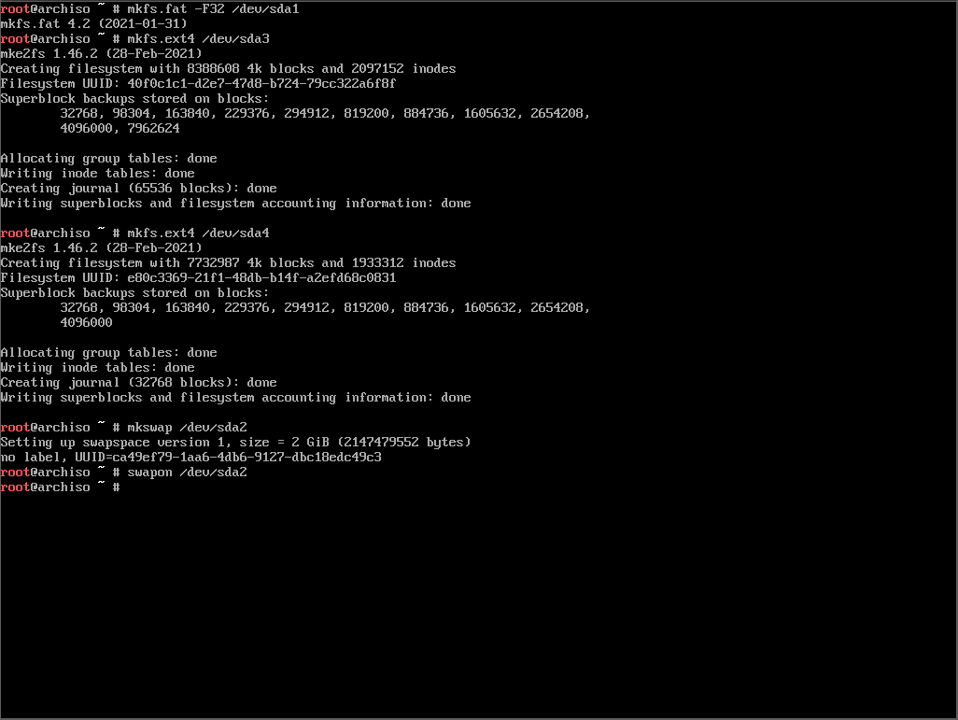 root@archiso ~ # mkfs.fat -F32 /dev/sda1
mkfs.fat 4.2 (2021-01-31)
root@archiso ~ # mkfs.ext4 /dev/sda3
mke2fs 1.46.2 (28-Feb-2021)
Creating filesystem with 8388608 4k blocks and 2097152 inodes
Filesystem UUID: 40f0c1c1-d2e7-47d8-b724-79cc322a6f8f
Superblock backups stored on blocks:
        32768, 98304, 163840, 229376, 294912, 819200, 884736, 1605632, 2654208,
        4096000, 7962624

Allocating group tables: done
Writing inode tables: done
Creating journal (65536 blocks): done
Writing superblocks and filesystem accounting information: done

root@archiso ~ # mkfs.ext4 /dev/sda4
mke2fs 1.46.2 (28-Feb-2021)
Creating filesystem with 7732987 4k blocks and 1933312 inodes
Filesystem UUID: e80c3369-21f1-48db-b14f-a2efd68c0831
Superblock backups stored on blocks:
        32768, 98304, 163840, 229376, 294912, 819200, 884736, 1605632, 2654208,
        4096000

Allocating group tables: done
Writing inode tables: done
Creating journal (32768 blocks): done
Writing superblocks and filesystem accounting information: done

root@archiso ~ # mkswap /dev/sda2
Setting up swapspace version 1, size = 2 GiB (2147479552 bytes)
no label, UUID=ca49ef79-1aa6-4db6-9127-dbc18edc49c3
root@archiso ~ # swapon /dev/sda2
root@archiso ~ #